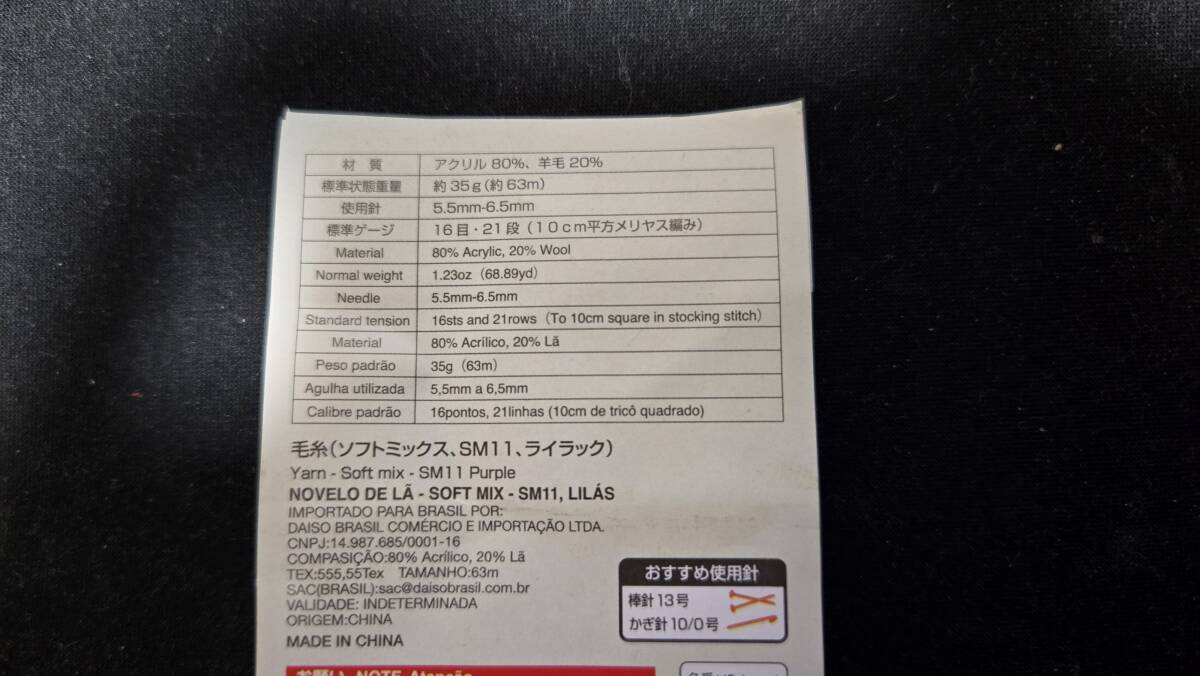 材 質 アクリル 80%、羊毛 20%
標準状態重量 約 35g(約 63m)
使用針 5.5mm-6.5mm
標準ゲージ 16目・21段(10cm平方メリヤス編み)
Material 80% Acrylic, 20% Wool
Normal weight 1.23oz (68.89yd)
Needle 5.5mm-6.5mm
Standard tension 16sts and 21rows (To 10cm square in stocking stitch)
Material 80% Acrílico, 20% Lã
Peso padrão 35g (63m)
Agulha utilizada 5,5mm a 6,5mm
Calibre padrão 16pontos, 21linhas (10cm de tricô quadrado)
毛糸(ソフトミックス、SM11、ライラック)
Yarn - Soft mix - SM11 Purple
NOVELO DE LÃ - SOFT MIX - SM11, LILÁS
IMPORTADO PARA BRASIL POR:
DAISO BRASIL COMÉRCIO E IMPORTAÇÃO LTDA.
CNPJ:14.987.685/0001-16
COMPASIÇÃO:80% Acrílico, 20% Lã
TEX:555,55Tex TAMANHO:63m
SAC(BRASIL):sac@daisobrasil.com.br
VALIDADE: INDETERMINADA
ORIGEM:CHINA
MADE IN CHINA
おすすめ使用針
棒針13号
かぎ針10/0号
お願い NOTE Atenção